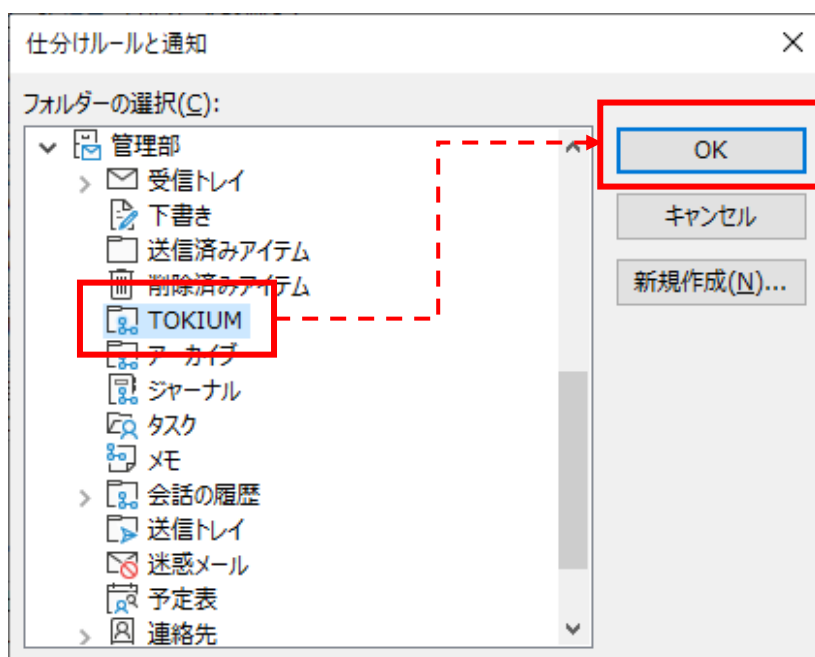 仕分けルールと通知
フォルダーの選択(C):
管理部
受信トレイ
下書き
送信済みアイテム
削除済みアイテム
TOKIUM
アーカイブ
ジャーナル
タスク
メモ
会話の履歴
送信トレイ
迷惑メール
予定表
連絡先
OK
キャンセル
新規作成(N)...